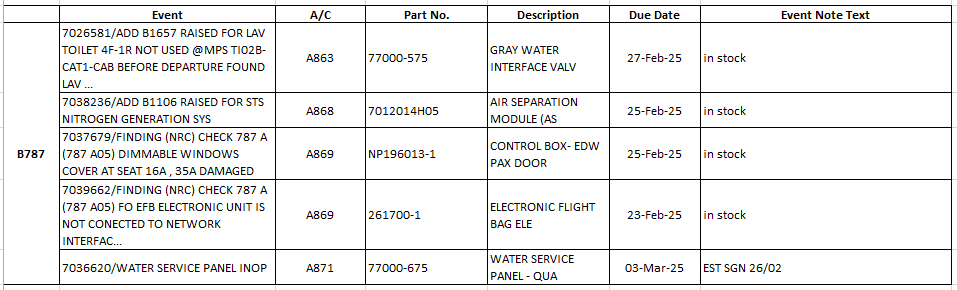 Event A/C Part No. Description Due Date Event Note Text
B787
7026581/ADD B1657 RAISED FOR LAV
TOILET 4F-1R NOT USED @MPS TI02B-
CAT1-CAB BEFORE DEPARTURE FOUND
LAV ...
A863
77000-575
GRAY WATER
INTERFACE VALV
27-Feb-25
in stock
7038236/ADD B1106 RAISED FOR STS
NITROGEN GENERATION SYS
A868
7012014H05
AIR SEPARATION
MODULE (AS
25-Feb-25
in stock
7037679/FINDING (NRC) CHECK 787 A
(787 A05) DIMMABLE WINDOWS
COVER AT SEAT 16A , 35A DAMAGED
A869
NP196013-1
CONTROL BOX- EDW
PAX DOOR
25-Feb-25
in stock
7039662/FINDING (NRC) CHECK 787 A
(787 A05) FO EFB ELECTRONIC UNIT IS
NOT CONECTED TO NETWORK
INTERFAC...
A869
261700-1
ELECTRONIC FLIGHT
BAG ELE
23-Feb-25
in stock
7036620/WATER SERVICE PANEL INOP
A871
77000-675
WATER SERVICE
PANEL - QUA
03-Mar-25
EST SGN 26/02